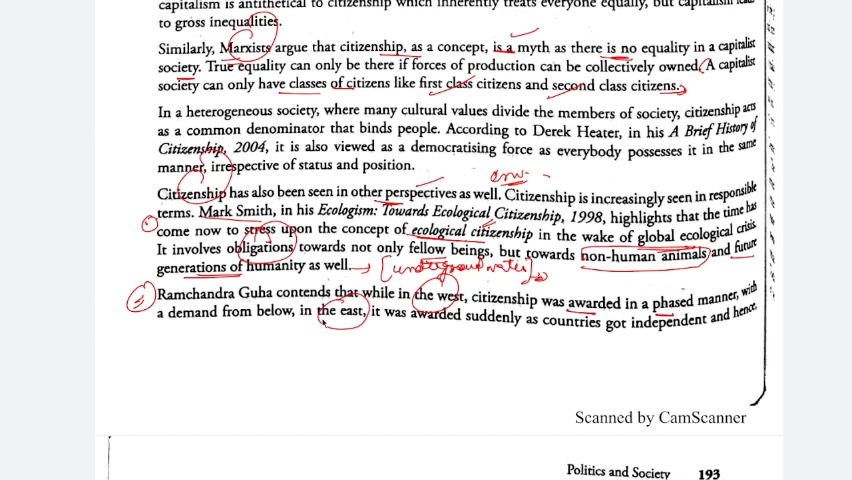 capitalism is antithetical to citizenship which inherently treats everyone equally, but capitalism
to gross inequalities.
Similarly, Marxists argue that citizenship, as a concept, is a myth as there is no equality in a capitalist
society. True equality can only be there if forces of production can be collectively owned. A capitalist
society can only have classes of citizens like first class citizens and second class citizens.
In a heterogeneous society, where many cultural values divide the members of society, citizenship acts
as a common denominator that binds people. According to Derek Heater, in his A Brief History of
Citizenship, 2004, it is also viewed as a democratising force as everybody possesses it in the same
manner, irrespective of status and position.
Citizenship has also been seen in other perspectives as well. Citizenship is increasingly seen in responsible
terms. Mark Smith, in his Ecologism: Towards Ecological Citizenship, 1998, highlights that the time has
come now to stress upon the concept of ecological citizenship in the wake of global ecological crisis.
It involves obligations towards not only fellow beings, but towards non-human animals and future
generations of humanity as well. → [underground water]
Ramchandra Guha contends that while in the west, citizenship was awarded in a phased manner, with
a demand from below, in the east, it was awarded suddenly as countries got independent and hence,
Scanned by CamScanner
Politics and Society 193